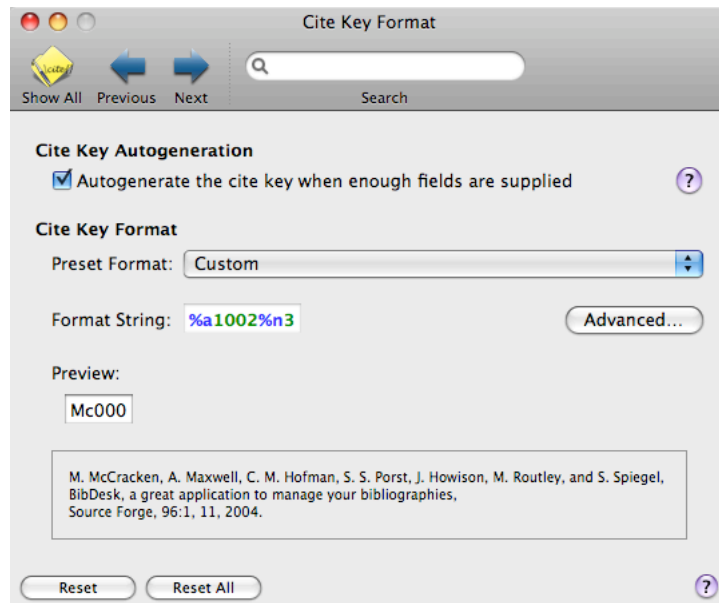 Cite Key Format
\cite{}
Show All Previous Next Search
Cite Key Autogeneration
Autogenerate the cite key when enough fields are supplied ?
Cite Key Format
Preset Format: Custom
Format String: %a1002%n3 Advanced...
Preview:
Mc000
M. McCracken, A. Maxwell, C. M. Hofman, S. S. Porst, J. Howison, M. Routley, and S. Spiegel,
BibDesk, a great application to manage your bibliographies,
Source Forge, 96:1, 11, 2004.
Reset Reset All ?